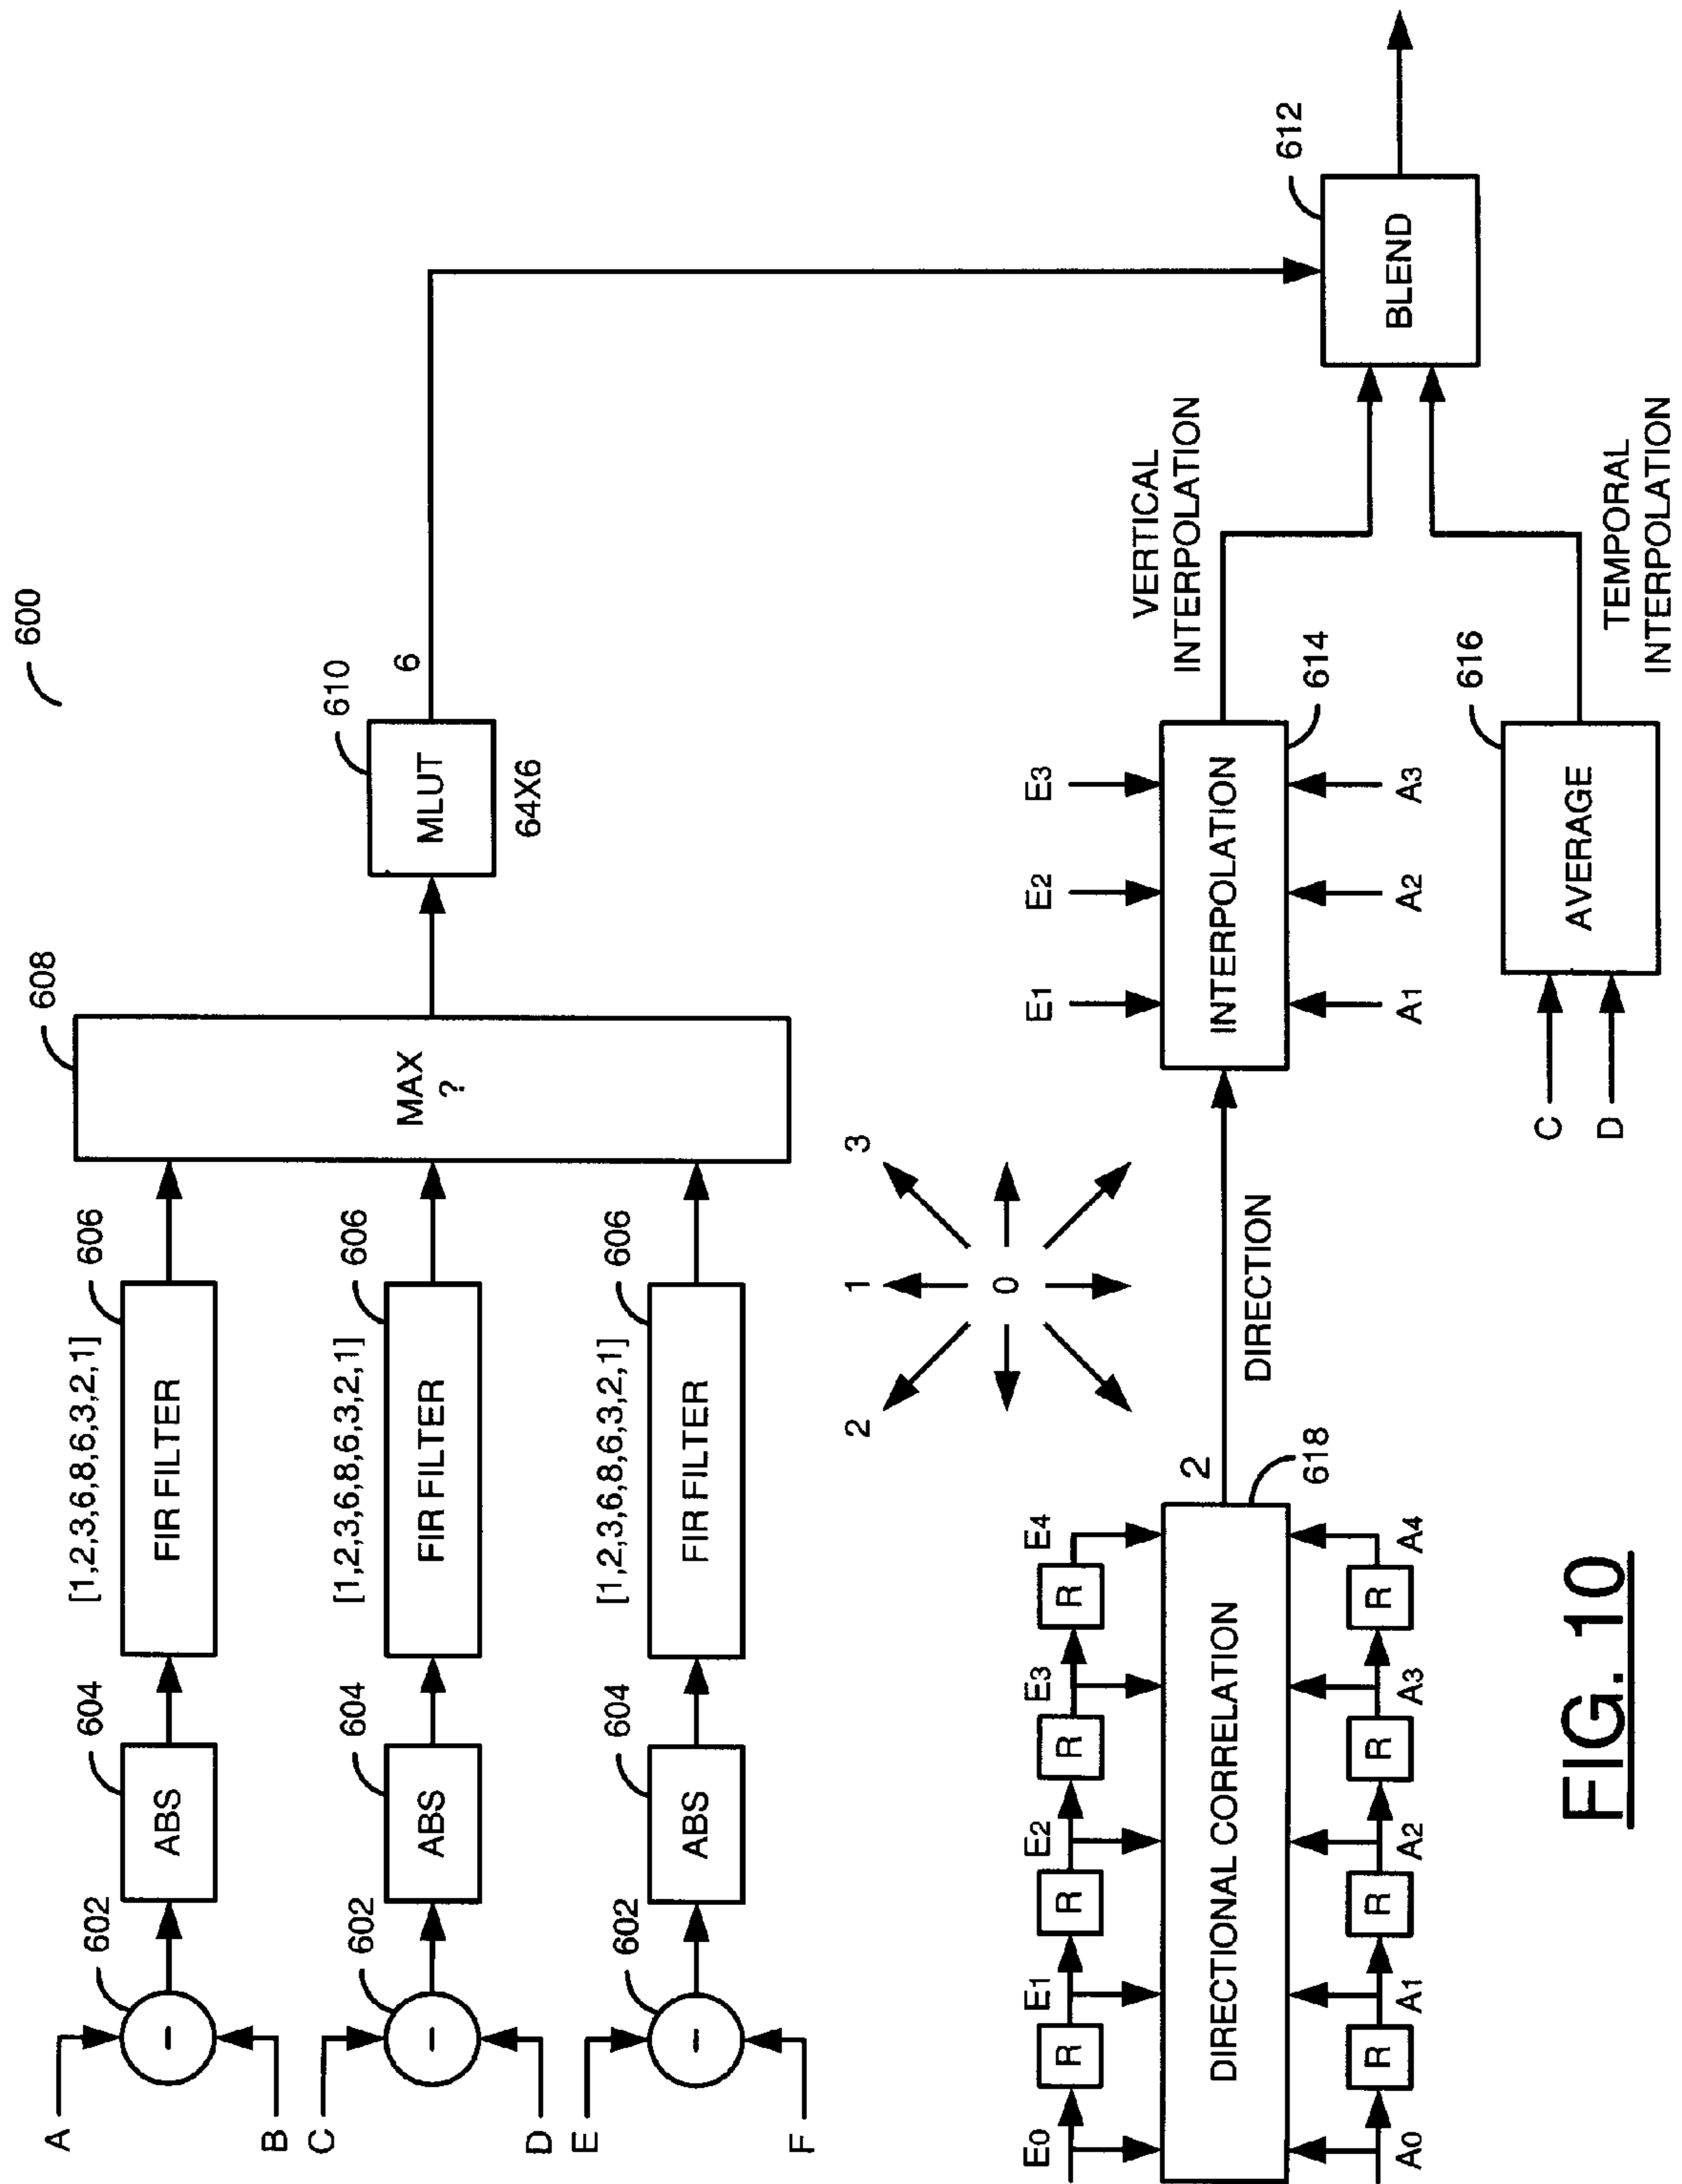 600
A
B
602
ABS
604
[1,2,3,6,8,6,3,2,1]
FIR FILTER
606
C
D
602
ABS
604
[1,2,3,6,8,6,3,2,1]
FIR FILTER
606
E
F
602
ABS
604
[1,2,3,6,8,6,3,2,1]
FIR FILTER
606
MAX
?
608
MLUT
610
64X6
6
BLEND
612
2
1
3
0
E0
E1
E2
E3
E4
R
R
R
R
DIRECTIONAL CORRELATION
2
618
R
R
R
R
A0
A1
A2
A3
A4
DIRECTION
E1
E2
E3
INTERPOLATION
614
A1
A2
A3
VERTICAL
INTERPOLATION
C
D
AVERAGE
616
TEMPORAL
INTERPOLATION
FIG. 10